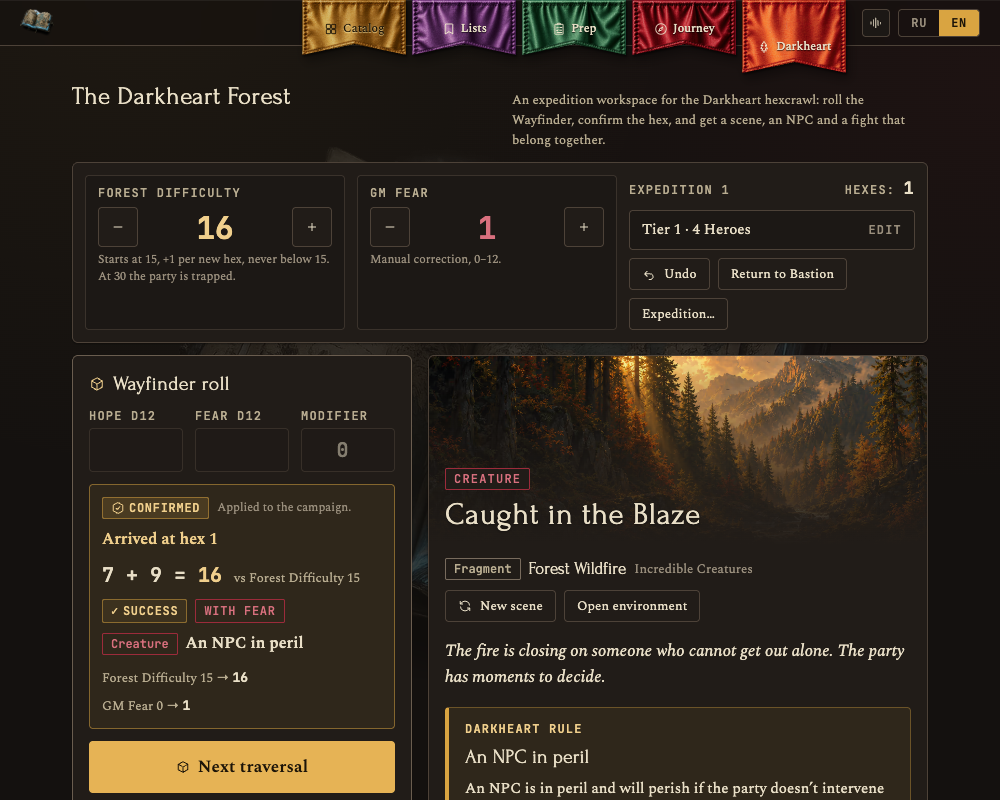 Catalog
Lists
Prep
Journey
Darkheart
RU
EN
The Darkheart Forest
An expedition workspace for the Darkheart hexcrawl: roll the
Wayfinder, confirm the hex, and get a scene, an NPC and a fight that
belong together.
FOREST DIFFICULTY
− 16 +
Starts at 15, +1 per new hex, never below 15.
At 30 the party is trapped.
GM FEAR
− 1 +
Manual correction, 0–12.
EXPEDITION 1
HEXES: 1
Tier 1 · 4 Heroes
EDIT
Undo
Return to Bastion
Expedition…
Wayfinder roll
HOPE D12
FEAR D12
MODIFIER
0
CONFIRMED
Applied to the campaign.
Arrived at hex 1
7 + 9 = 16 vs Forest Difficulty 15
✓ SUCCESS
WITH FEAR
Creature
An NPC in peril
Forest Difficulty 15 → 16
GM Fear 0 → 1
Next traversal
CREATURE
Caught in the Blaze
Fragment
Forest Wildfire
Incredible Creatures
New scene
Open environment
The fire is closing on someone who cannot get out alone. The party
has moments to decide.
DARKHEART RULE
An NPC in peril
An NPC is in peril and will perish if the party doesn’t intervene